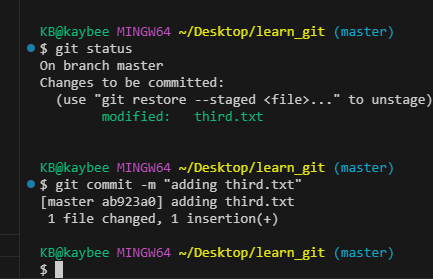 KB@kaybee MINGW64 ~/Desktop/learn_git (master)
$ git status
On branch master
Changes to be committed:
  (use "git restore --staged <file>..." to unstage)
        modified:   third.txt

KB@kaybee MINGW64 ~/Desktop/learn_git (master)
$ git commit -m "adding third.txt"
[master ab923a0] adding third.txt
 1 file changed, 1 insertion(+)

KB@kaybee MINGW64 ~/Desktop/learn_git (master)
$